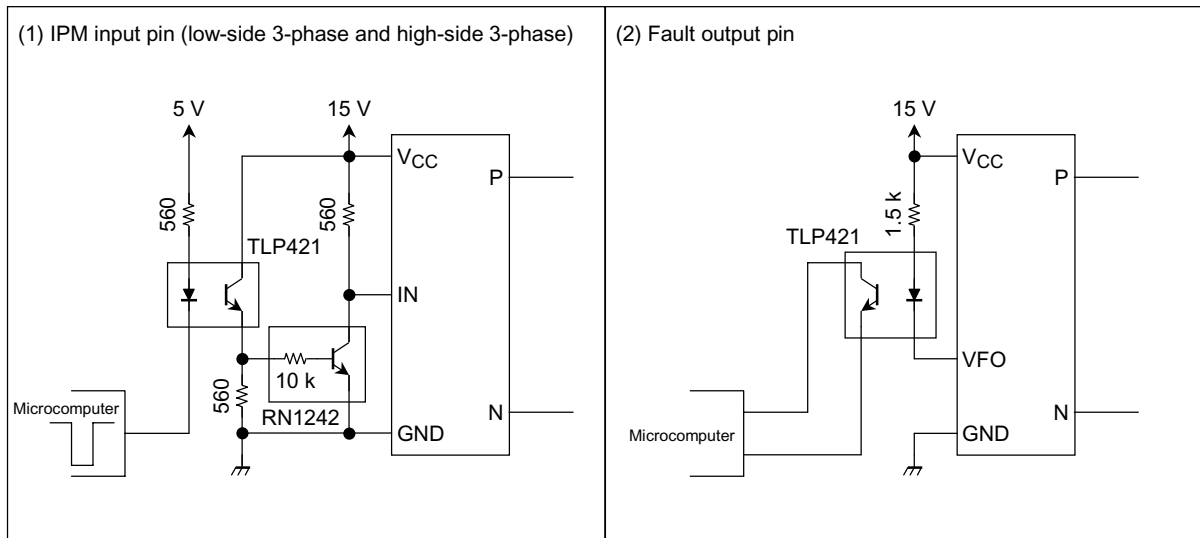 (1) IPM input pin (low-side 3-phase and high-side 3-phase)
5 V
15 V
VCC
P
560
560
TLP421
IN
10 k
560
RN1242
Microcomputer
N
GND
(2) Fault output pin
15 V
VCC
P
1.5 k
TLP421
VFO
N
Microcomputer
GND